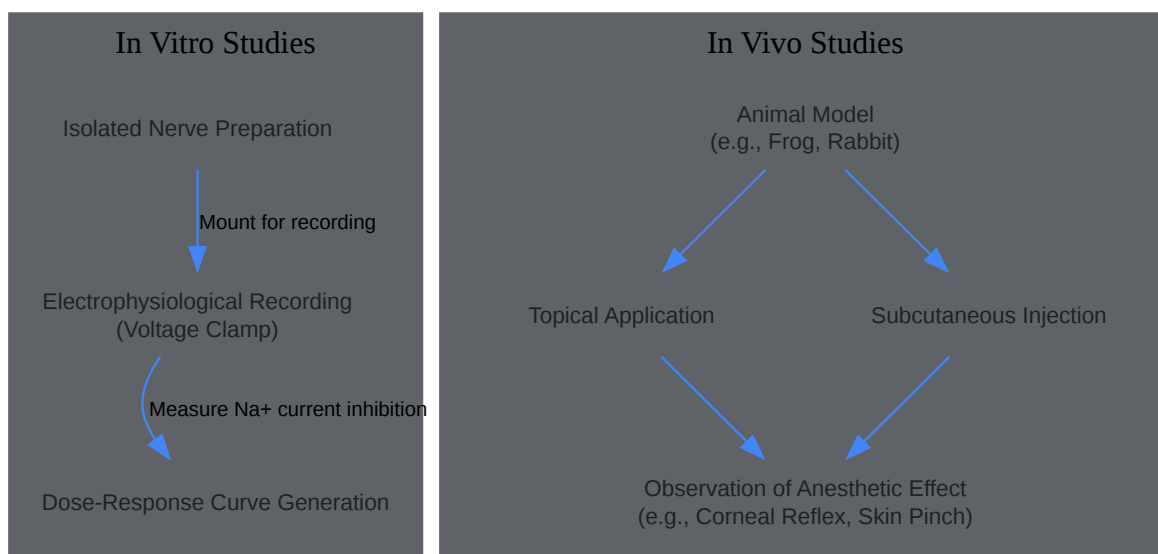 In Vitro Studies
Isolated Nerve Preparation
Mount for recording
Electrophysiological Recording
(Voltage Clamp)
Measure Na+ current inhibition
Dose-Response Curve Generation
In Vivo Studies
Animal Model
(e.g., Frog, Rabbit)
Topical Application
Subcutaneous Injection
Observation of Anesthetic Effect
(e.g., Corneal Reflex, Skin Pinch)